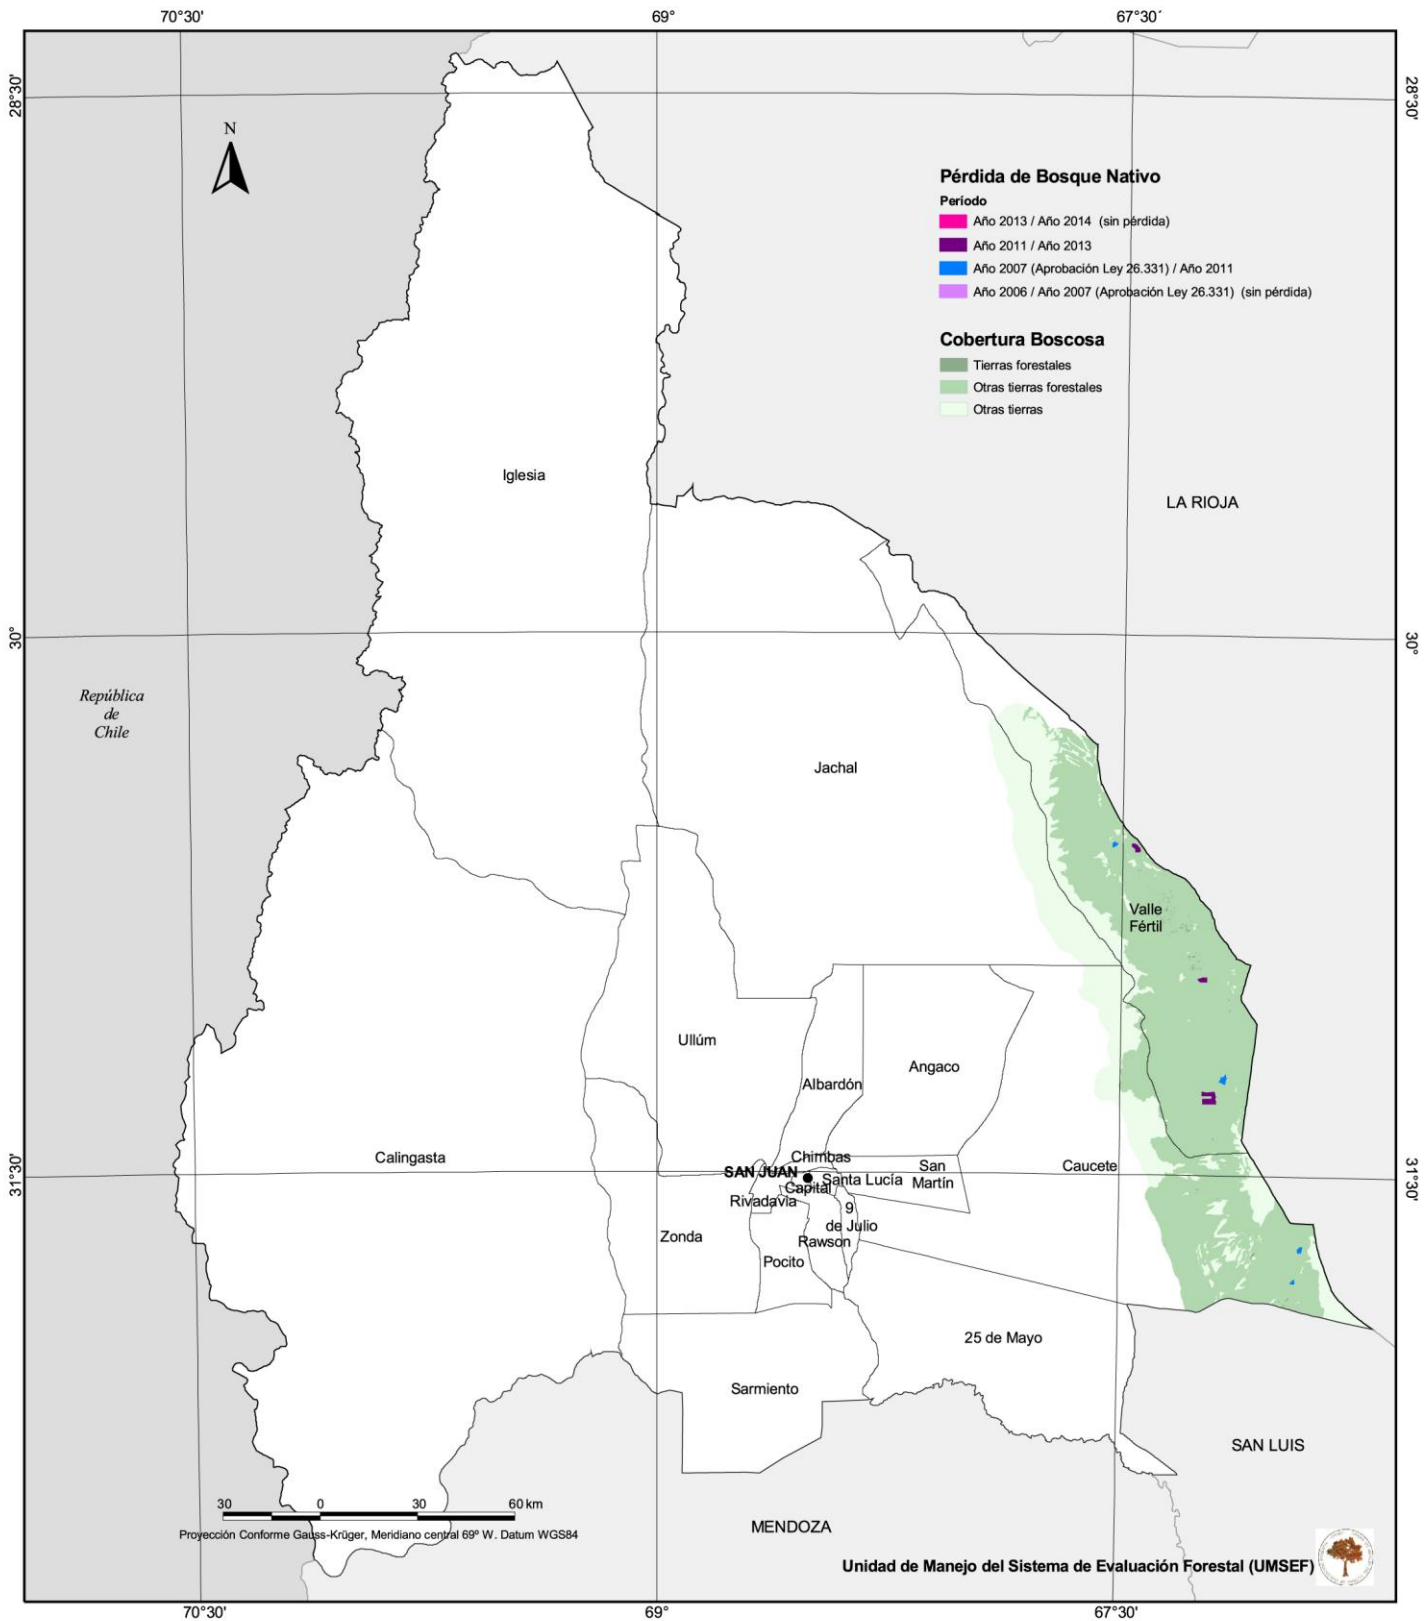 70°30'
69°
67°30'
28°30'
28°30'
N
Pérdida de Bosque Nativo
Período
Año 2013 / Año 2014 (sin pérdida)
Año 2011 / Año 2013
Año 2007 (Aprobación Ley 26.331) / Año 2011
Año 2006 / Año 2007 (Aprobación Ley 26.331) (sin pérdida)
Cobertura Boscosa
Tierras forestales
Otras tierras forestales
Otras tierras
Iglesia
LA RIOJA
30°
30°
República
de
Chile
Jachal
Valle
Fértil
Ullúm
Albardón
Angaco
Calingasta
Chimbas
SAN JUAN
Capital
Santa Lucía
San
Martín
Caucete
31°30'
31°30'
Rivadavia
9
de Julio
Rawson
Zonda
Pocito
25 de Mayo
Sarmiento
SAN LUIS
30 0 30 60 km
Proyección Conforme Gauss-Krüger, Meridiano central 69º W. Datum WGS84
MENDOZA
Unidad de Manejo del Sistema de Evaluación Forestal (UMSEF)
70°30'
69°
67°30'